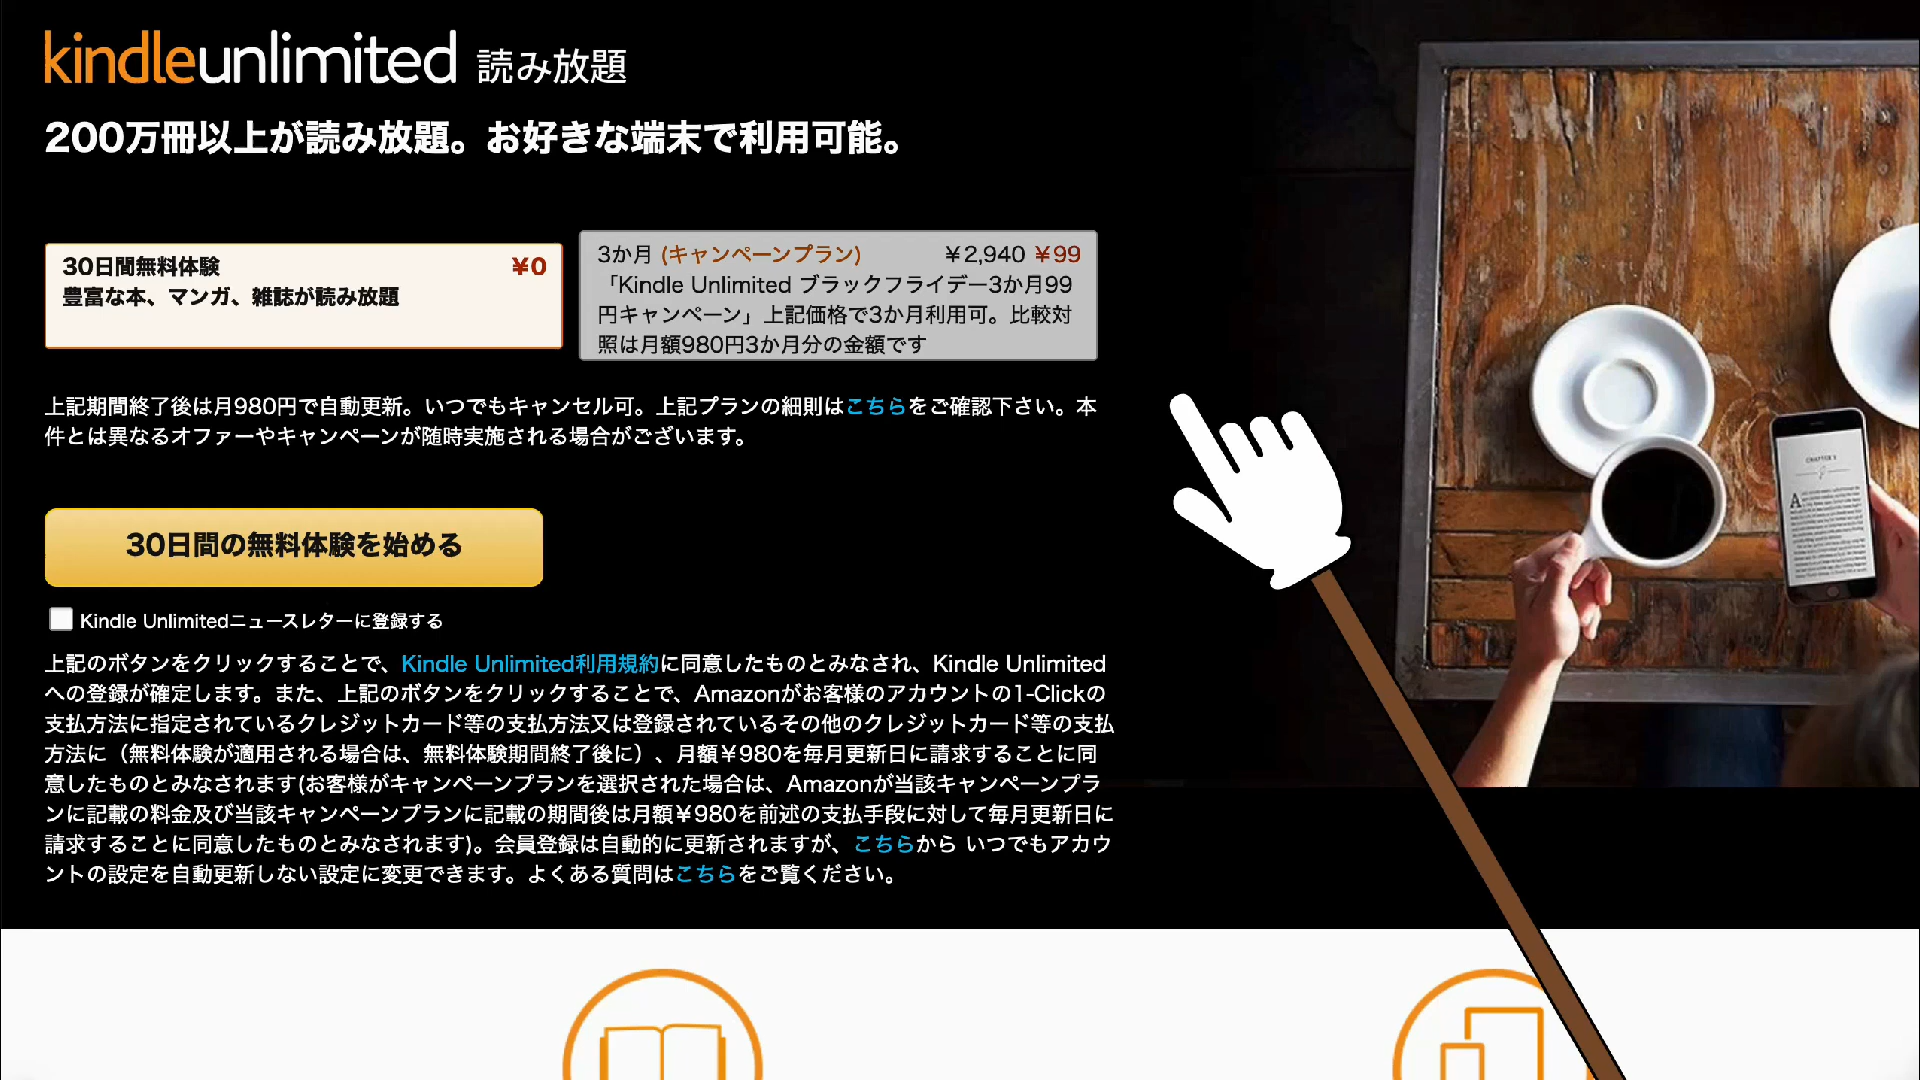 kindleunlimited 読み放題
200万冊以上が読み放題。お好きな端末で利用可能。
30日間無料体験 ¥0
豊富な本、マンガ、雑誌が読み放題
3か月 (キャンペーンプラン) ¥2,940 ¥99
「Kindle Unlimited ブラックフライデー3か月99
円キャンペーン」上記価格で3か月利用可。比較対
照は月額980円3か月分の金額です
上記期間終了後は月980円で自動更新。いつでもキャンセル可。上記プランの細則はこちらをご確認下さい。本
件とは異なるオファーやキャンペーンが随時実施される場合がございます。
30日間の無料体験を始める
Kindle Unlimitedニュースレターに登録する
上記のボタンをクリックすることで、Kindle Unlimited利用規約に同意したものとみなされ、Kindle Unlimited
への登録が確定します。また、上記のボタンをクリックすることで、Amazonがお客様のアカウントの1-Clickの
支払方法に指定されているクレジットカード等の支払方法又は登録されているその他のクレジットカード等の支払
方法に（無料体験が適用される場合は、無料体験期間終了後に）、月額¥980を毎月更新日に請求することに同
意したものとみなされます(お客様がキャンペーンプランを選択された場合は、Amazonが当該キャンペーンプラ
ンに記載の料金及び当該キャンペーンプランに記載の期間後は月額¥980を前述の支払手段に対して毎月更新日に
請求することに同意したものとみなされます)。会員登録は自動的に更新されますが、こちらから いつでもアカウ
ントの設定を自動更新しない設定に変更できます。よくある質問はこちらをご覧ください。